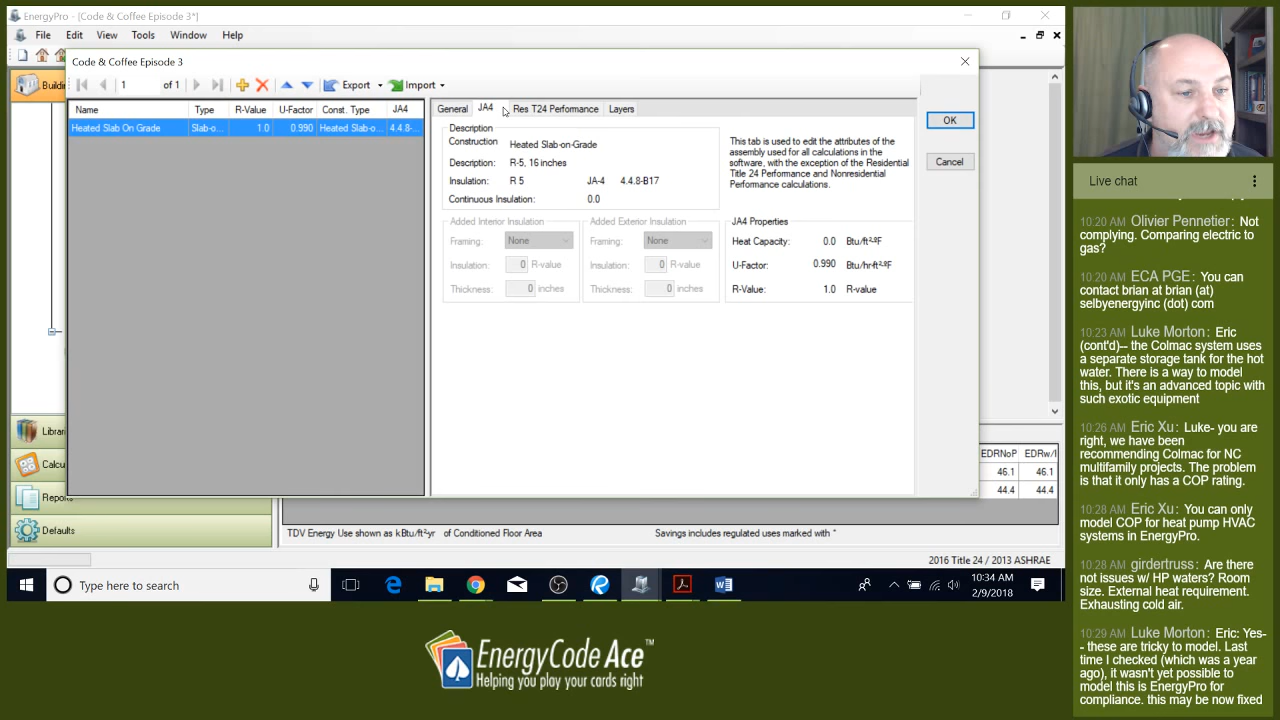 EnergyPro - [Code & Coffee Episode 3*]
File Edit View Tools Window Help
Code & Coffee Episode 3
1 of 1 Export Import
Name Type R-Value U-Factor Const. Type JA4
Heated Slab On Grade Slab-o... 1.0 0.990 Heated Slab-o... 4.4.8-...
General JA4 Res T24 Performance Layers
Description
Construction Heated Slab-on-Grade
Description: R-5, 16 inches
Insulation: R 5 JA-4 4.4.8-B17
Continuous Insulation: 0.0
This tab is used to edit the attributes of the
assembly used for all calculations in the
software, with the exception of the Residential
Title 24 Performance and Nonresidential
Performance calculations.
OK
Cancel
Added Interior Insulation
Framing: None
Insulation: 0 R-value
Thickness: 0 inches
Added Exterior Insulation
Framing: None
Insulation: 0 R-value
Thickness: 0 inches
JA4 Properties
Heat Capacity: 0.0 Btu/ft²·ºF
U-Factor: 0.990 Btu/hr·ft²·ºF
R-Value: 1.0 R-value
Buildin
Librari
Calcu
Repo
Defaults
EDRNoP EDRw/I
46.1 46.1
44.4 44.4
TDV Energy Use shown as kBtu/ft²·yr of Conditioned Floor Area
Savings includes regulated uses marked with *
2016 Title 24 / 2013 ASHRAE
Type here to search
10:34 AM
2/9/2018
EnergyCode Ace™
Helping you play your cards right
Live chat
10:20 AM Olivier Pennetier: Not
complying. Comparing electric to
gas?
10:20 AM ECA PGE: You can
contact brian at brian (at)
selbyenergyinc (dot) com
10:23 AM Luke Morton: Eric
(cont'd)-- the Colmac system uses
a separate storage tank for the hot
water. There is a way to model
this, but it's an advanced topic with
such exotic equipment
10:26 AM Eric Xu: Luke- you are
right, we have been
recommending Colmac for NC
multifamily projects. The problem
is that it only has a COP rating.
10:28 AM Eric Xu: You can only
model COP for heat pump HVAC
systems in EnergyPro.
10:28 AM girdertruss: Are there
not issues w/ HP waters? Room
size. External heat requirement.
Exhausting cold air.
10:29 AM Luke Morton: Eric: Yes-
- these are tricky to model. Last
time I checked (which was a year
ago), it wasn't yet possible to
model this is EnergyPro for
compliance. this may be now fixed